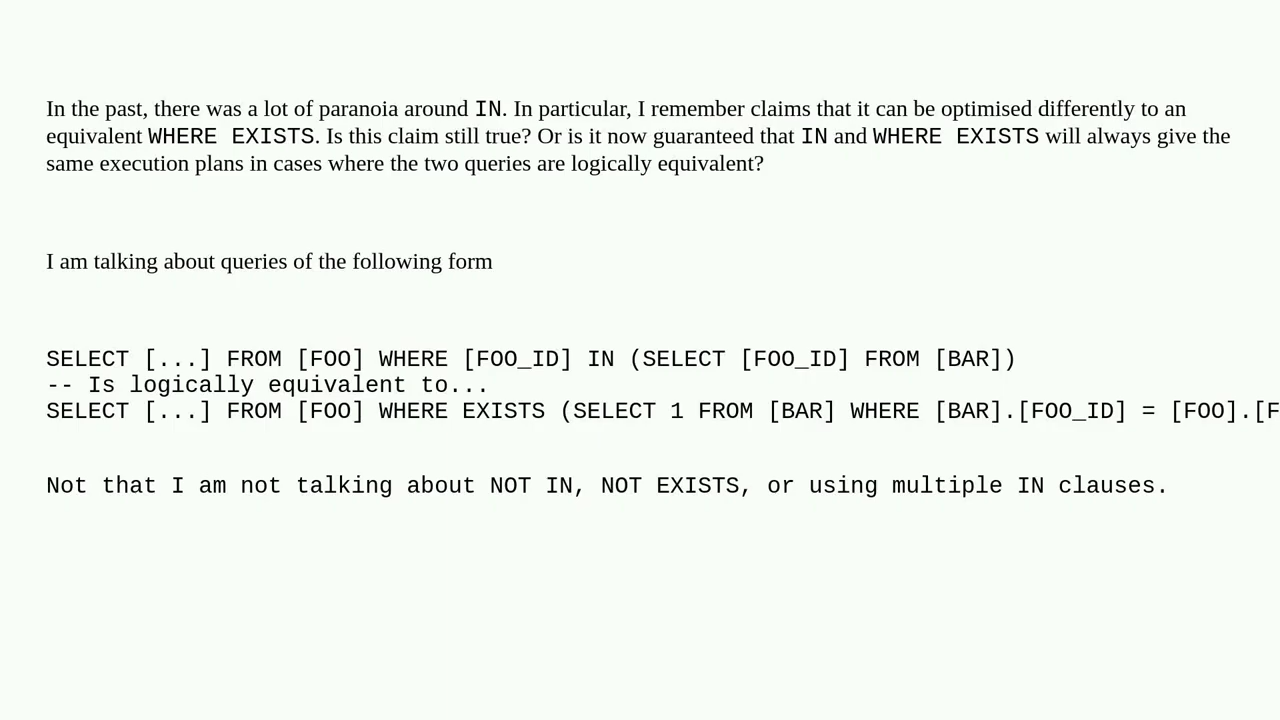 In the past, there was a lot of paranoia around IN. In particular, I remember claims that it can be optimised differently to an
equivalent WHERE EXISTS. Is this claim still true? Or is it now guaranteed that IN and WHERE EXISTS will always give the
same execution plans in cases where the two queries are logically equivalent?
I am talking about queries of the following form
SELECT [...] FROM [FOO] WHERE [FOO_ID] IN (SELECT [FOO_ID] FROM [BAR])
-- Is logically equivalent to...
SELECT [...] FROM [FOO] WHERE EXISTS (SELECT 1 FROM [BAR] WHERE [BAR].[FOO_ID] = [FOO].[F
Not that I am not talking about NOT IN, NOT EXISTS, or using multiple IN clauses.